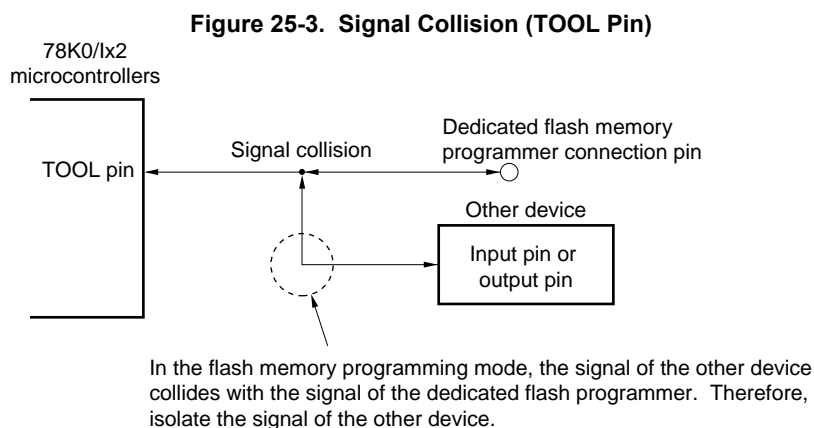 Figure 25-3. Signal Collision (TOOL Pin)
78K0/Ix2
microcontrollers
TOOL pin
Signal collision
Dedicated flash memory
programmer connection pin
Other device
Input pin or
output pin
In the flash memory programming mode, the signal of the other device
collides with the signal of the dedicated flash programmer. Therefore,
isolate the signal of the other device.